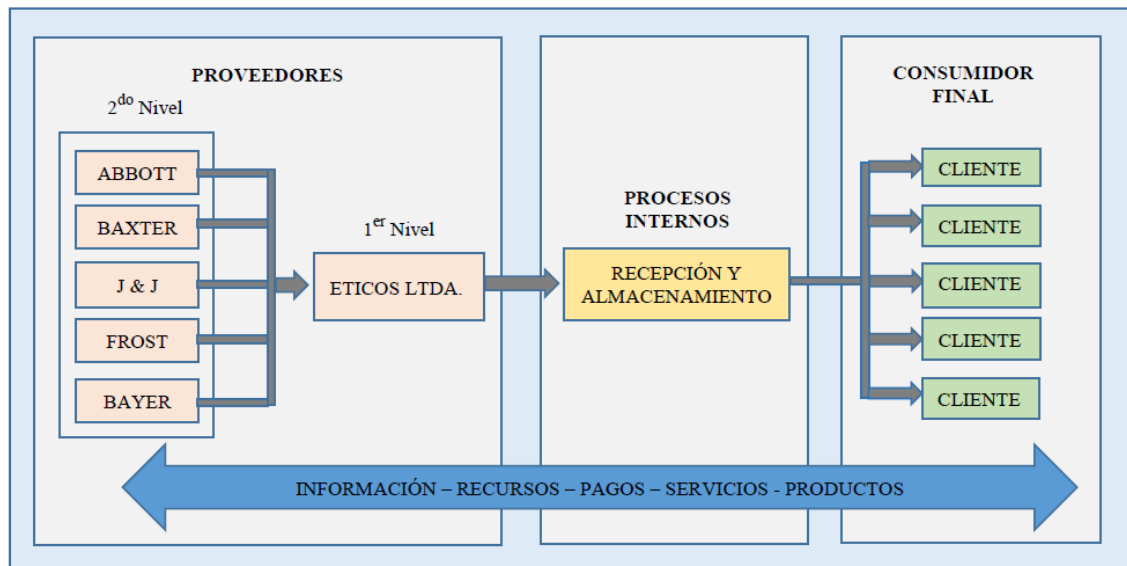 PROVEEDORES
2do Nivel
ABBOTT
BAXTER
J & J
FROST
BAYER
1er Nivel
ETICOS LTDA.
PROCESOS
INTERNOS
RECEPCIÓN Y
ALMACENAMIENTO
CONSUMIDOR
FINAL
CLIENTE
CLIENTE
CLIENTE
CLIENTE
CLIENTE
INFORMACIÓN – RECURSOS – PAGOS – SERVICIOS - PRODUCTOS